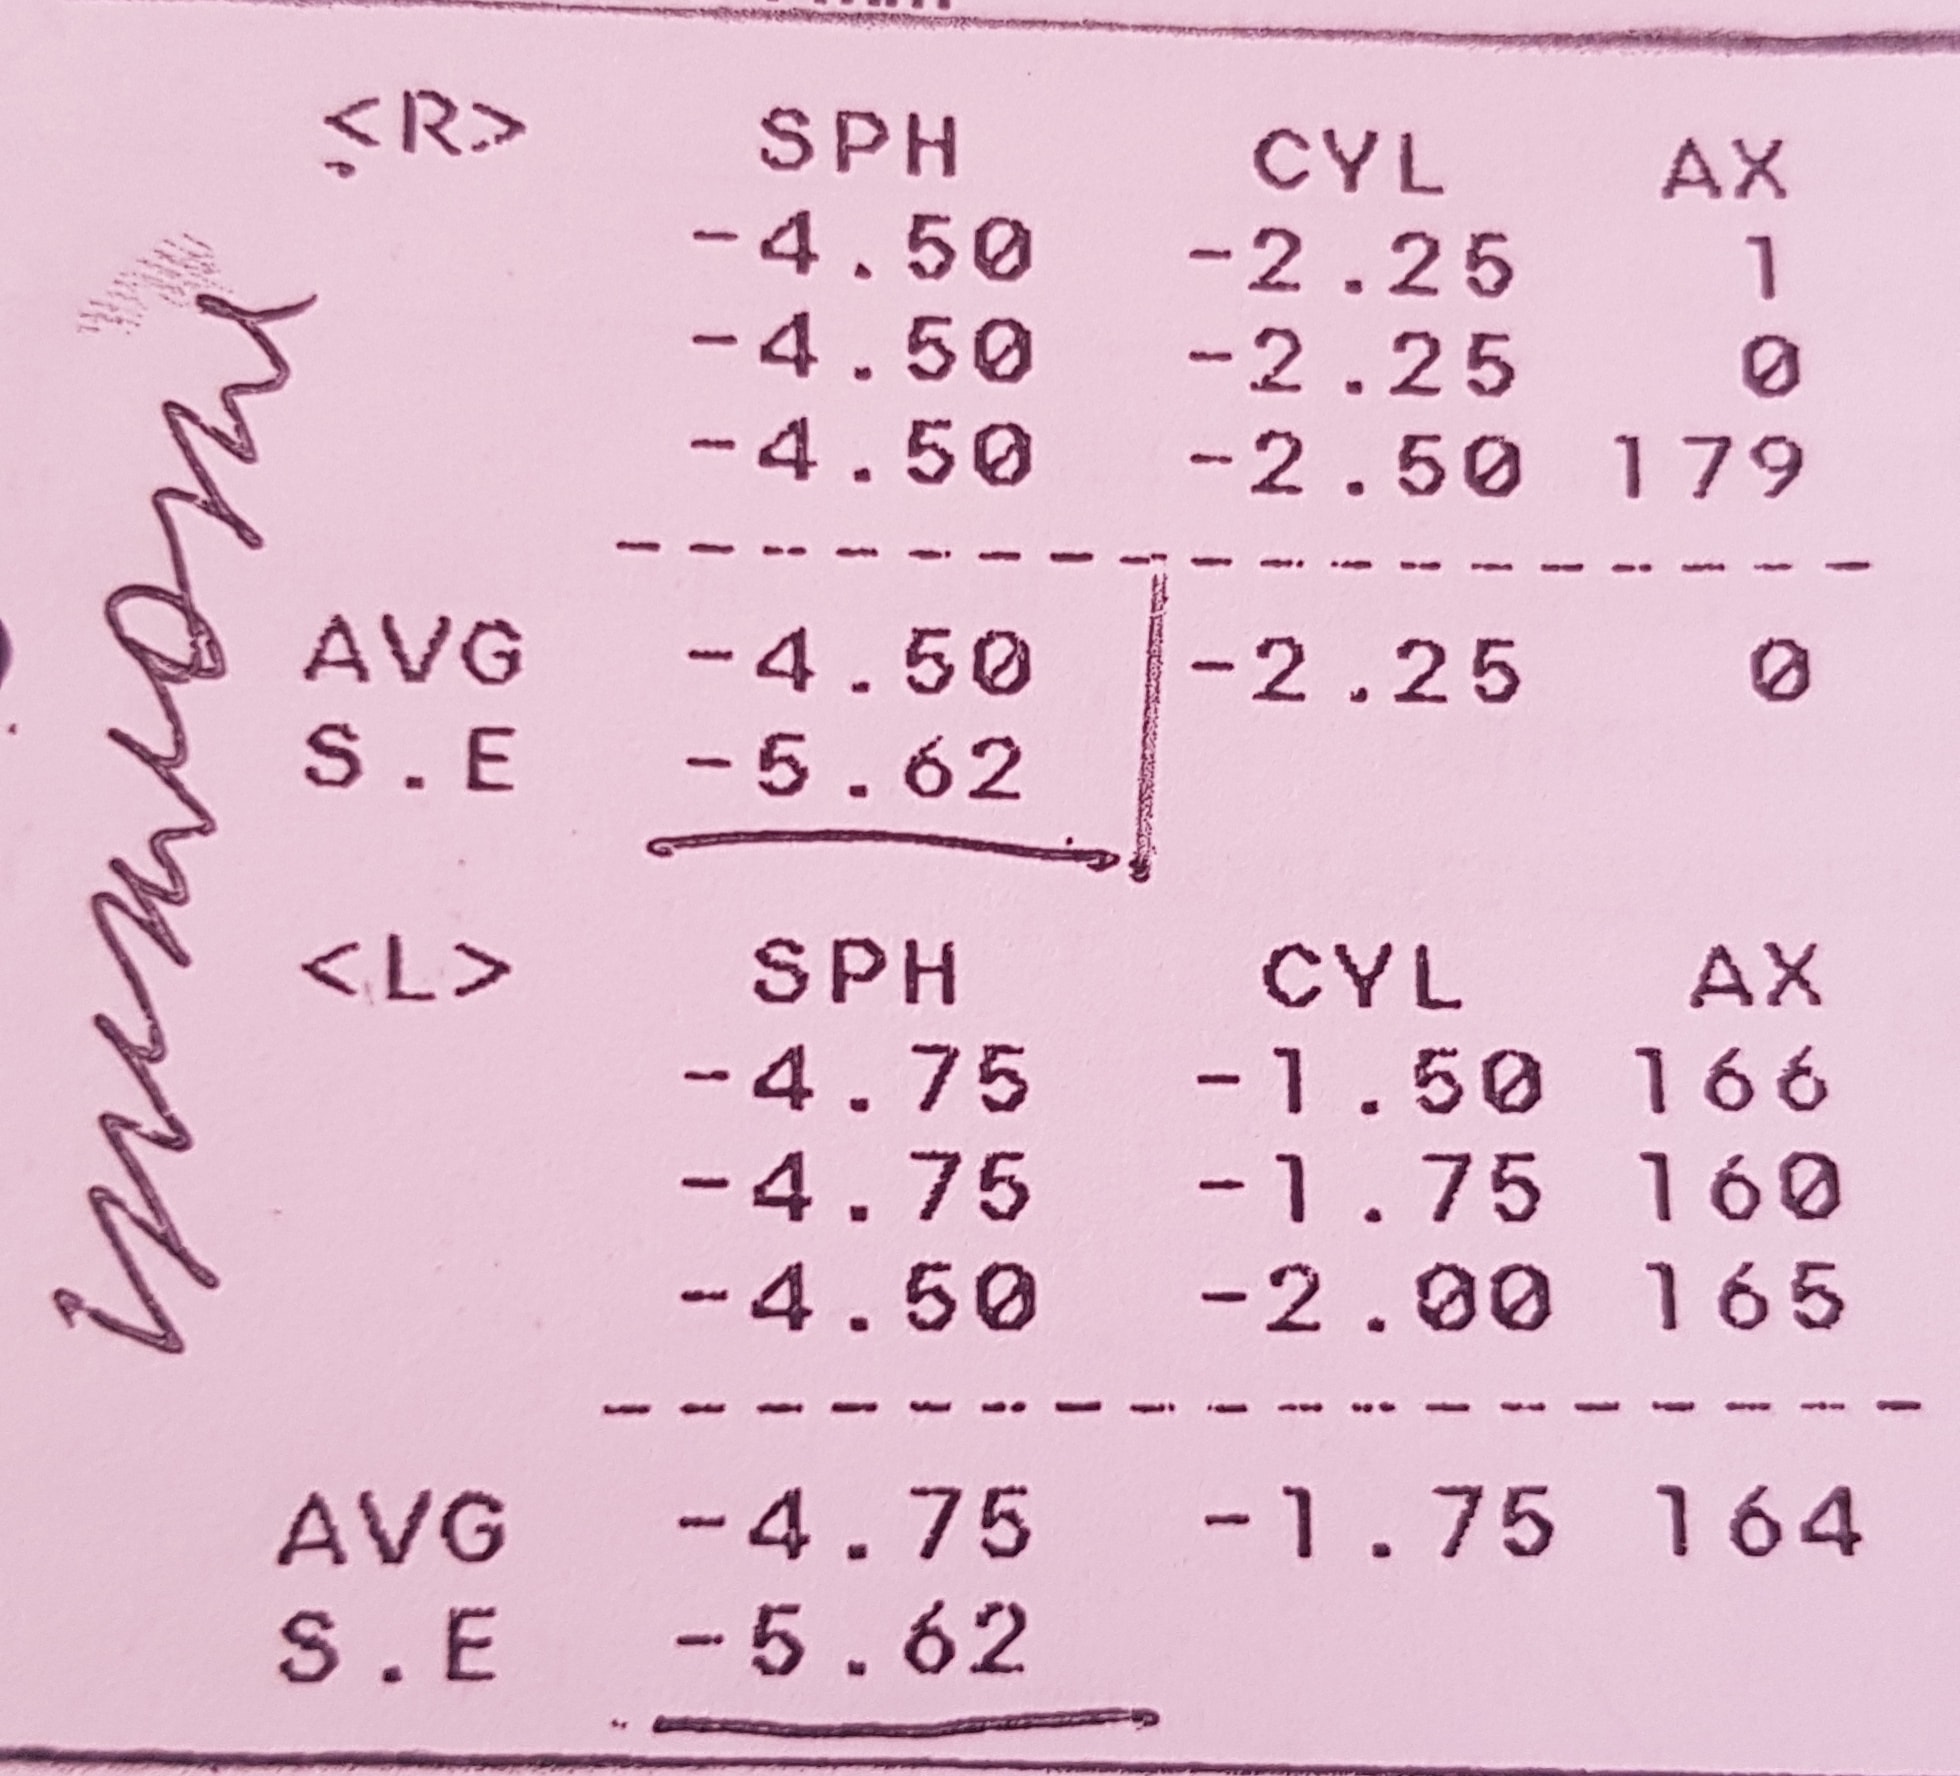 <R> SPH CYL AX
-4.50 -2.25 1
-4.50 -2.25 0
-4.50 -2.50 179
AVG -4.50 -2.25 0
S.E -5.62
<L> SPH CYL AX
-4.75 -1.50 166
-4.75 -1.75 160
-4.50 -2.00 165
AVG -4.75 -1.75 164
S.E -5.62